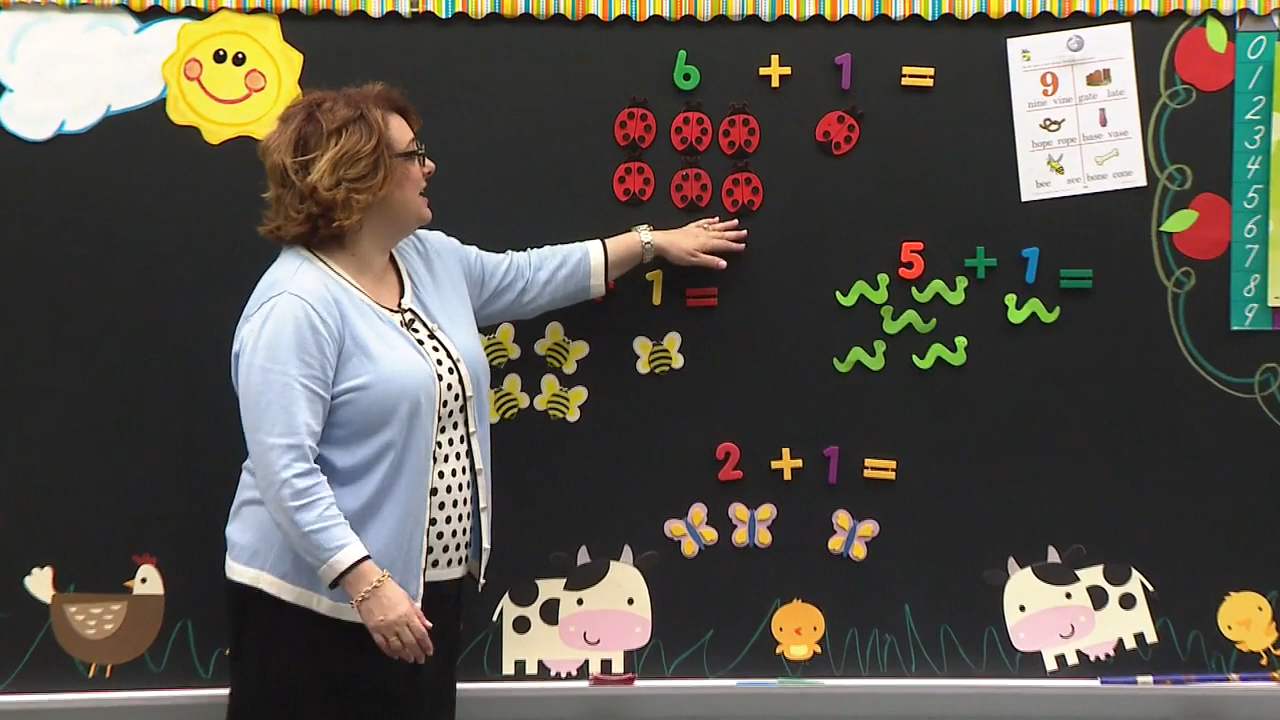 6 + 1 =
1 =
5 + 1 =
2 + 1 =
9
nine vine
gate late
hope rope
base vase
bee see
bone cone
0
1
2
3
4
5
6
7
8
9